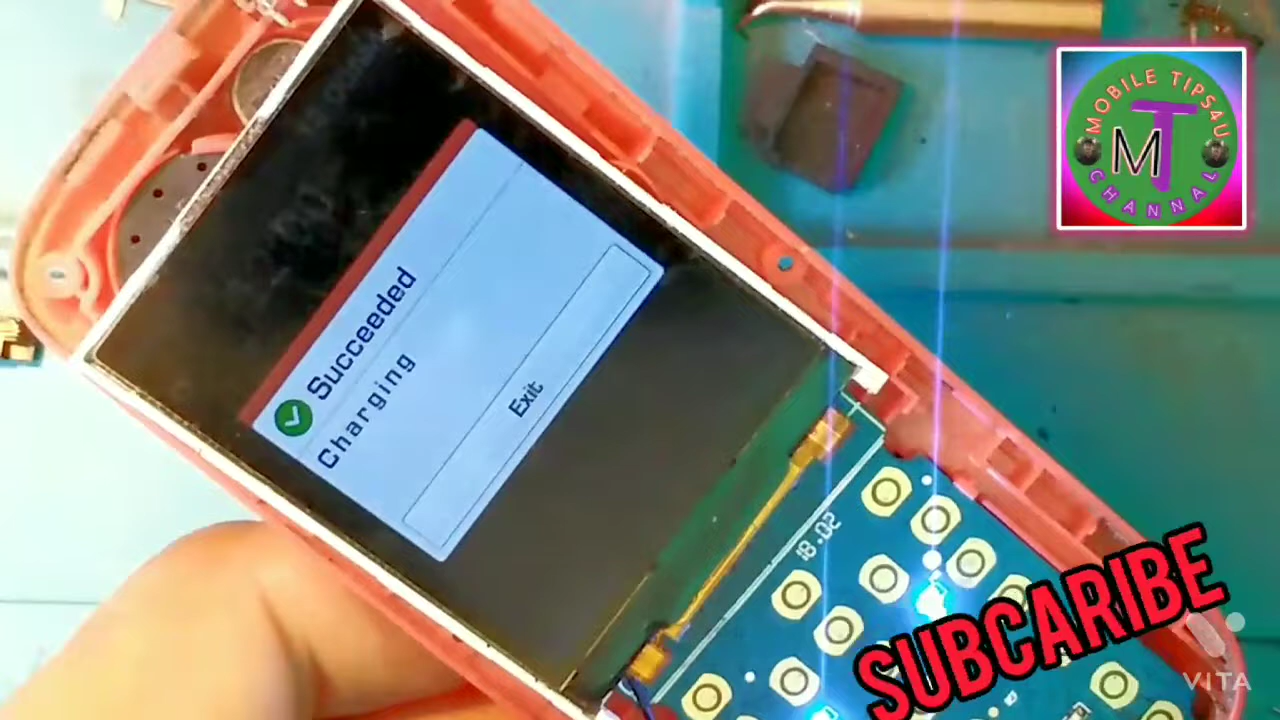 MOBILE TIPS4U
MT
CHANNAL
Succeeded
Charging
Exit
18.02
SUBCARIBE
VITA